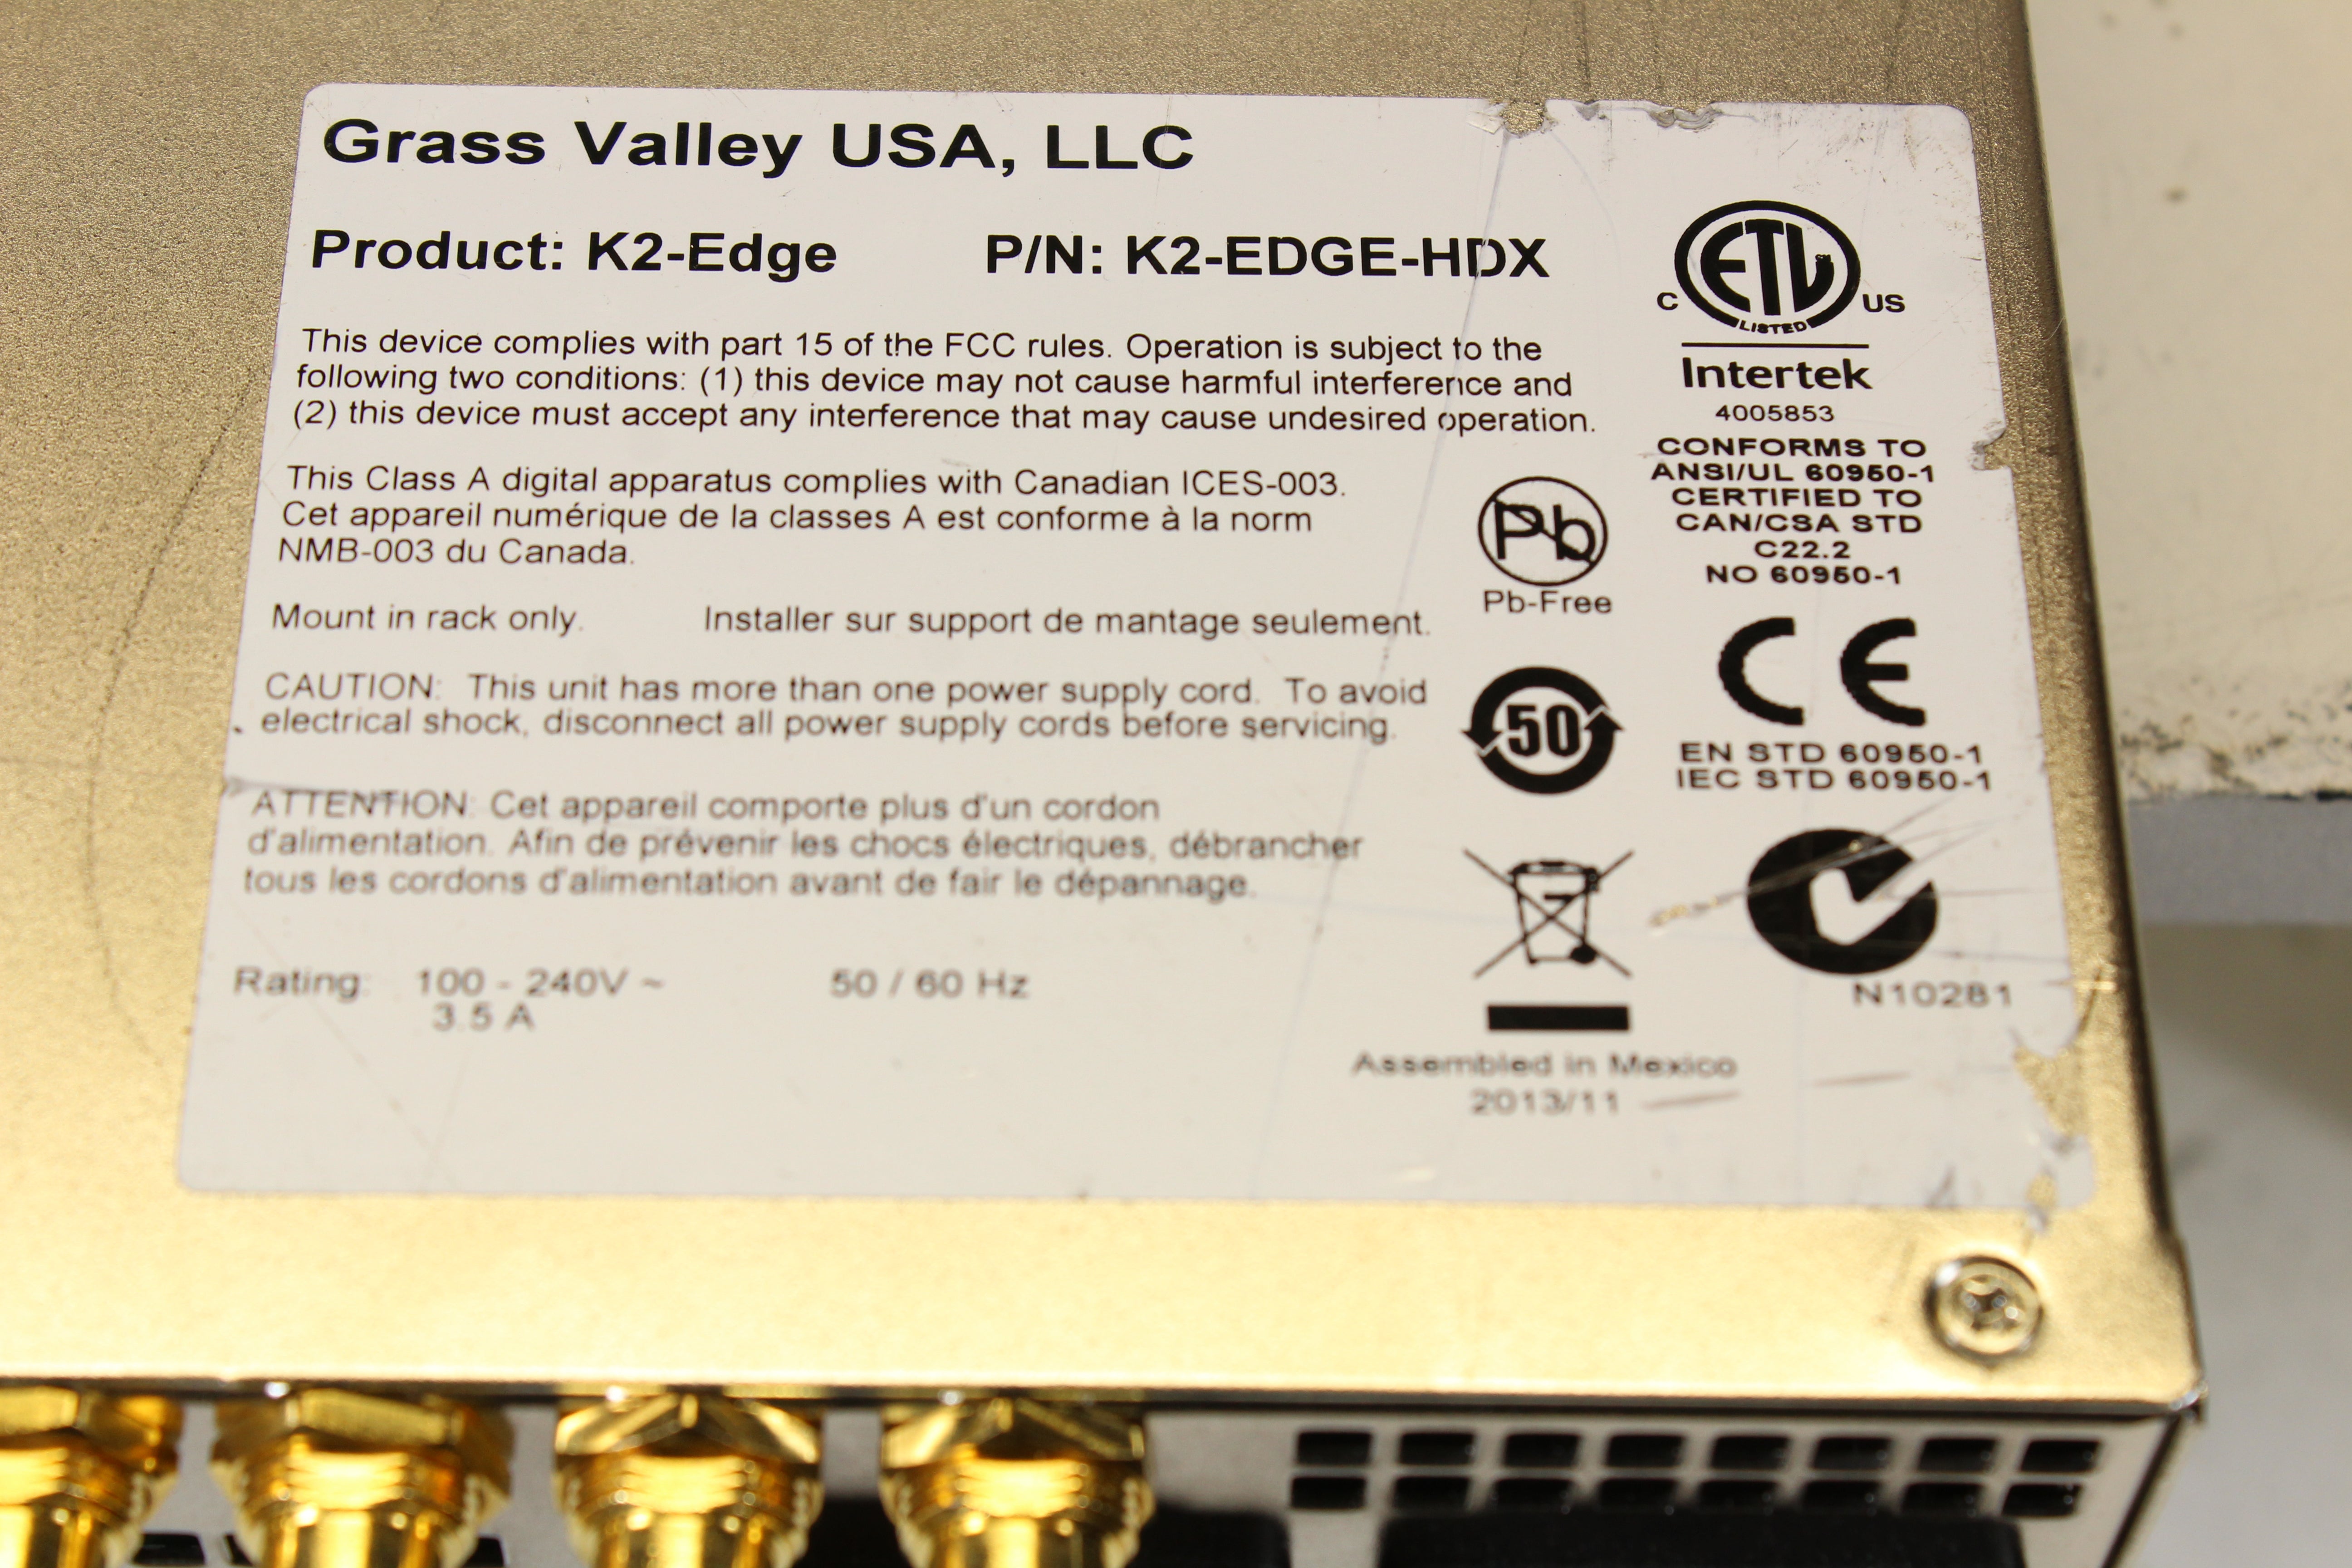 Grass Valley USA, LLC
Product: K2-Edge P/N: K2-EDGE-HDX
This device complies with part 15 of the FCC rules. Operation is subject to the
following two conditions: (1) this device may not cause harmful interference and
(2) this device must accept any interference that may cause undesired operation.
This Class A digital apparatus complies with Canadian ICES-003.
Cet appareil numérique de la classes A est conforme à la norm
NMB-003 du Canada.
Mount in rack only. Installer sur support de mantage seulement.
CAUTION: This unit has more than one power supply cord. To avoid
electrical shock, disconnect all power supply cords before servicing.
ATTENTION: Cet appareil comporte plus d'un cordon
d'alimentation. Afin de prévenir les chocs électriques, débrancher
tous les cordons d'alimentation avant de fair le dépannage.
Rating: 100 - 240V ~ 50 / 60 Hz
3.5 A
Pb
Pb-Free
50
Assembled in Mexico
2013/11
ETL
C US
LISTED
Intertek
4005853
CONFORMS TO
ANSI/UL 60950-1
CERTIFIED TO
CAN/CSA STD
C22.2
NO 60950-1
CE
EN STD 60950-1
IEC STD 60950-1
N10281